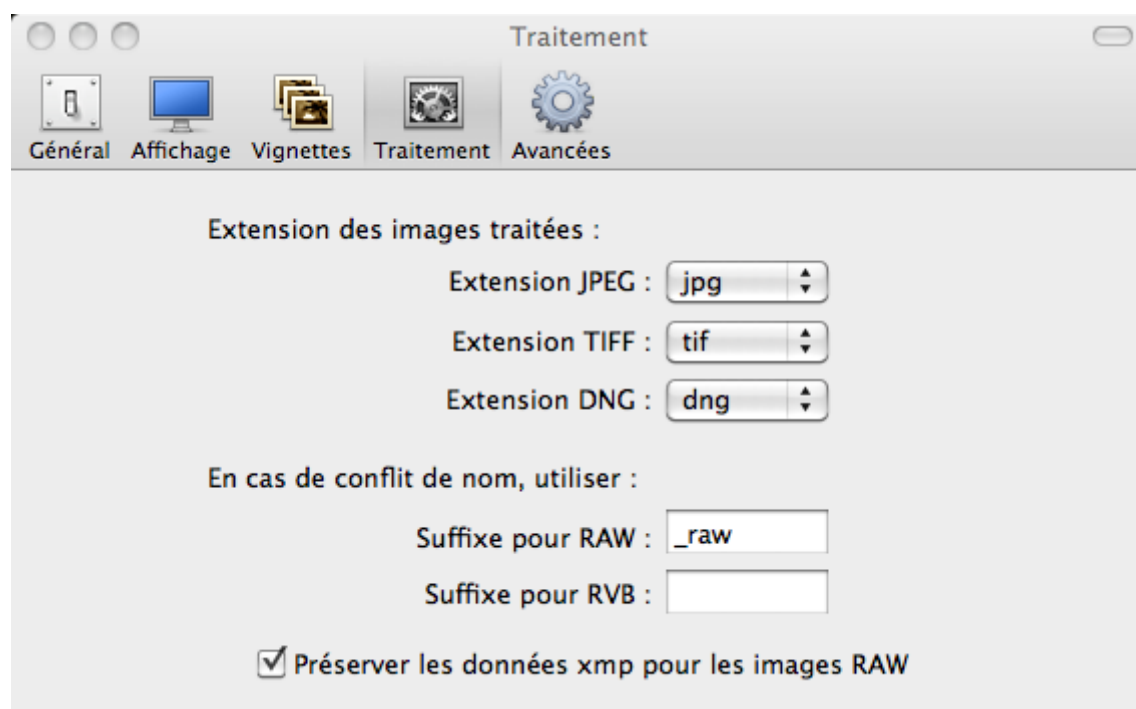 Traitement
Général Affichage Vignettes Traitement Avancées
Extension des images traitées :
Extension JPEG : jpg
Extension TIFF : tif
Extension DNG : dng
En cas de conflit de nom, utiliser :
Suffixe pour RAW : _raw
Suffixe pour RVB :
Préserver les données xmp pour les images RAW